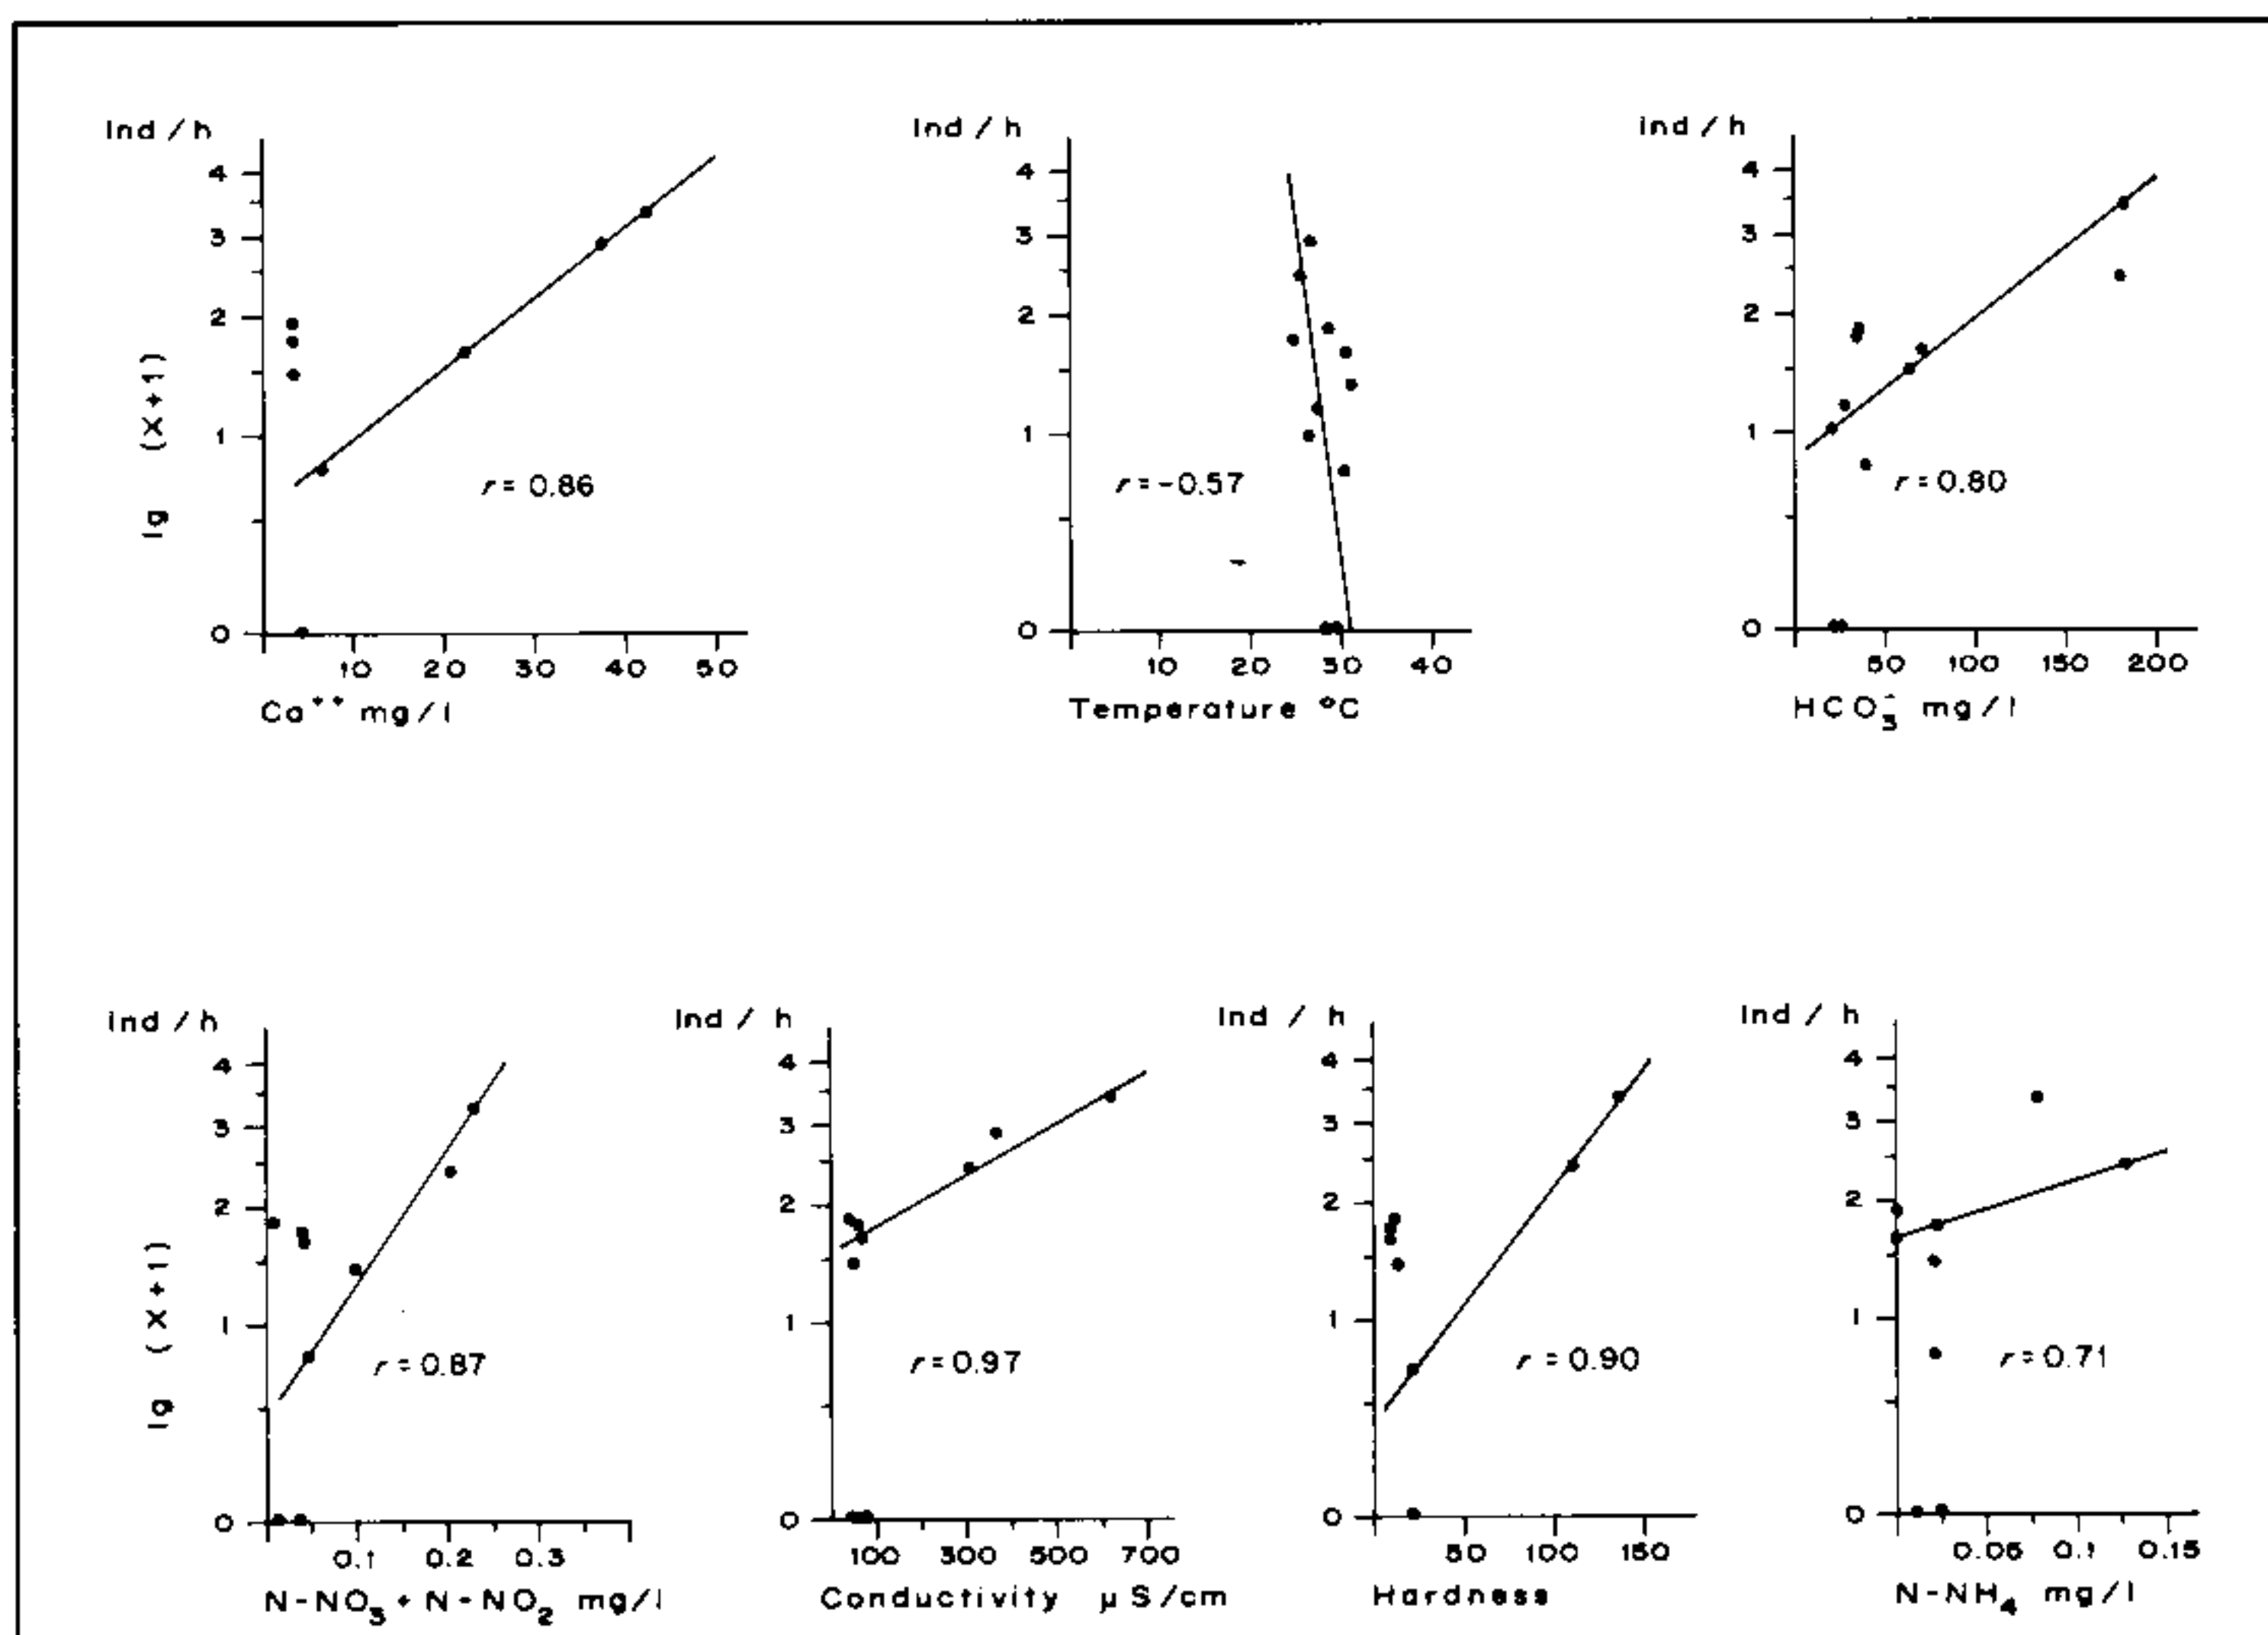 Ind / h
Ind / h
Ind / h
4
3
2
1
0
lg (X+1)
r = 0.86
10 20 30 40 50
Ca++ mg/l
4
3
2
1
0
r = -0.57
10 20 30 40
Temperature °C
4
3
2
1
0
r = 0.80
50 100 150 200
HCO3- mg/l
Ind / h
Ind / h
Ind / h
Ind / h
4
3
2
1
0
lg (X+1)
r = 0.87
0.1 0.2 0.3
N-NO3 + N-NO2 mg/l
4
3
2
1
0
r = 0.97
100 300 500 700
Conductivity µS/cm
4
3
2
1
0
r = 0.90
50 100 150
Hardness
4
3
2
1
0
r = 0.71
0.05 0.1 0.15
N-NH4 mg/l